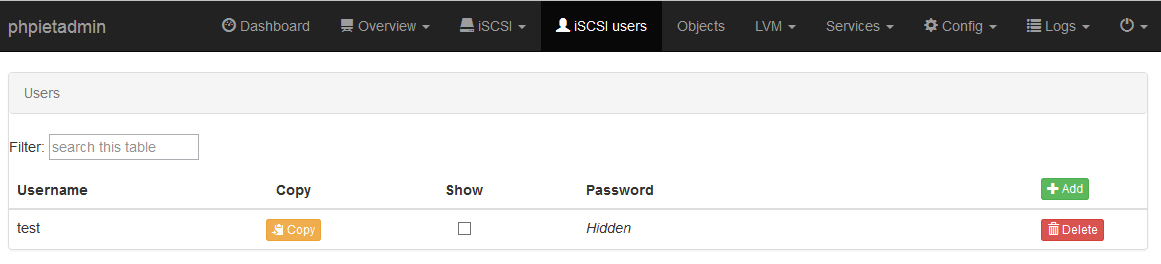 phpietadmin Dashboard Overview iSCSI iSCSI users Objects LVM Services Config Logs
Users
Filter: search this table
Username Copy Show Password Add
test Copy Hidden Delete